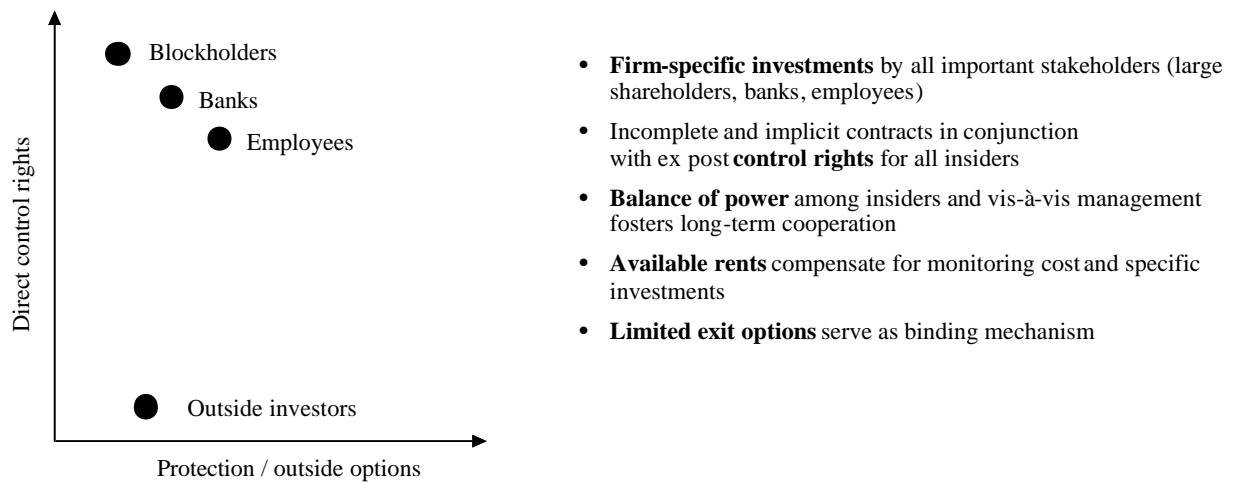 Direct control rights
Blockholders
Banks
Employees
Outside investors
Protection / outside options
• Firm-specific investments by all important stakeholders (large
shareholders, banks, employees)
• Incomplete and implicit contracts in conjunction
with ex post control rights for all insiders
• Balance of power among insiders and vis-à-vis management
fosters long-term cooperation
• Available rents compensate for monitoring cost and specific
investments
• Limited exit options serve as binding mechanism